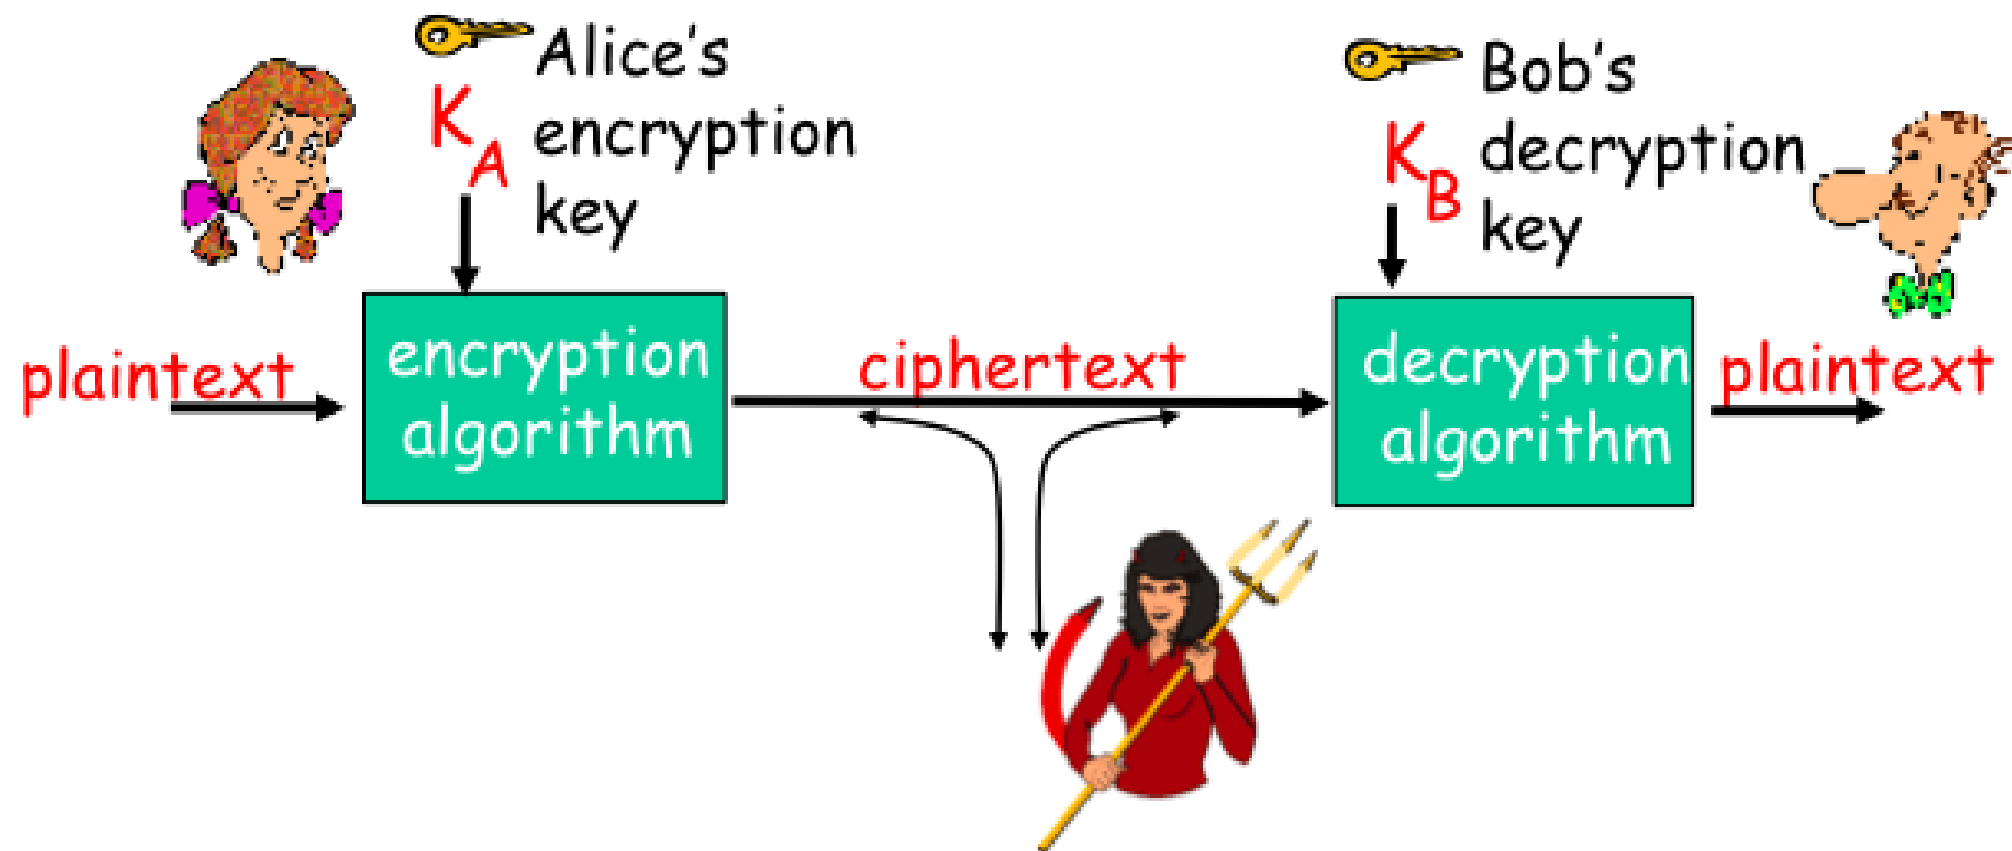 Alice's
encryption
key
K A
Bob's
decryption
key
K B
plaintext
encryption
algorithm
ciphertext
decryption
algorithm
plaintext